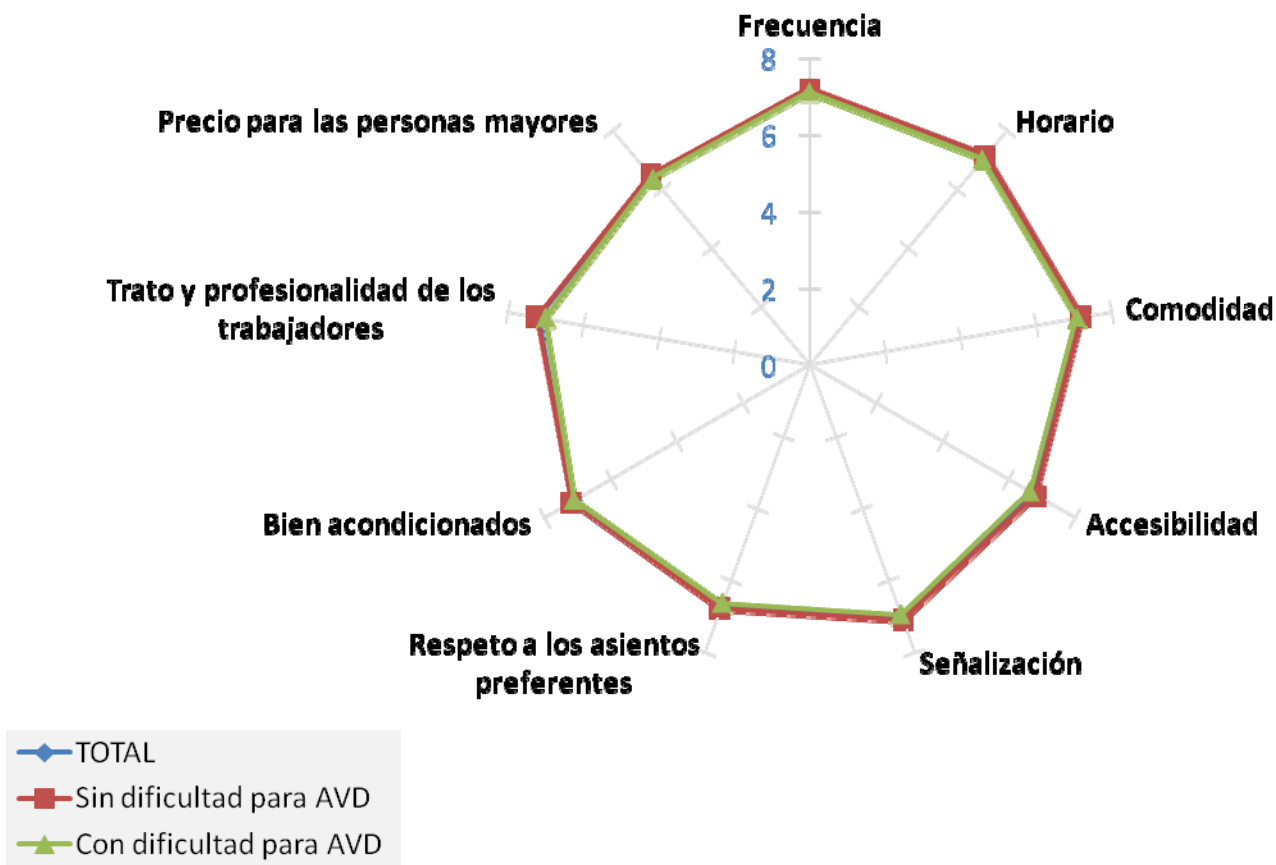 Frecuencia
8
Precio para las personas mayores
Horario
6
4
Trato y profesionalidad de los
trabajadores
Comodidad
2
0
Bien acondicionados
Accesibilidad
Respeto a los asientos
preferentes
Señalización
TOTAL
Sin dificultad para AVD
Con dificultad para AVD